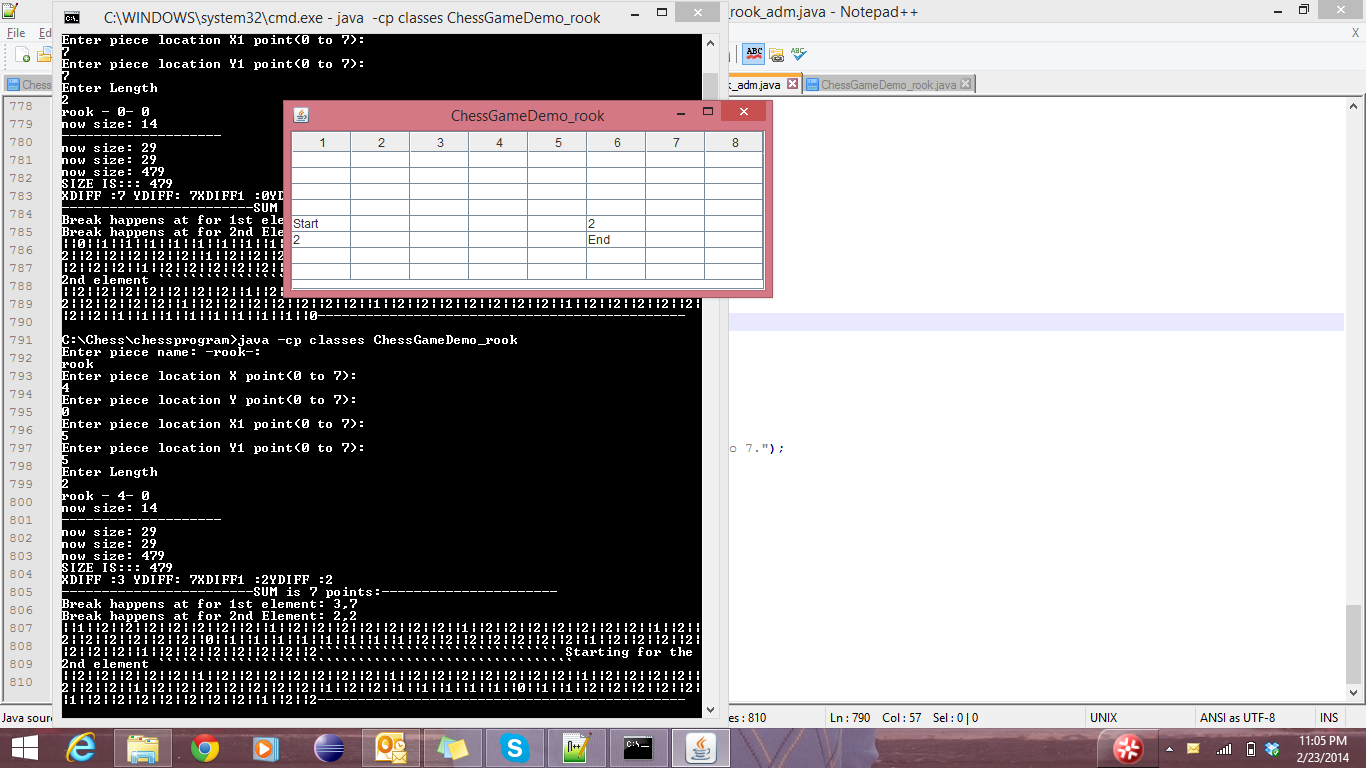 C:\WINDOWS\system32\cmd.exe - java -cp classes ChessGameDemo_rook
rook_adm.java - Notepad++
File Ed
X
Chess
k_adm.java
ChessGameDemo_rook.java
Enter piece location X1 point(0 to 7):
7
Enter piece location Y1 point(0 to 7):
7
Enter Length
2
rook - 0- 0
now size: 14
--------------------
now size: 29
now size: 29
now size: 479
SIZE IS::: 479
XDIFF :7 YDIFF: 7XDIFF1 :0YD
------------------------SUM
Break happens at for 1st ele
Break happens at for 2nd Ele
2nd element
C:\Chess\chessprogram>java -cp classes ChessGameDemo_rook
Enter piece name: -rook-:
rook
Enter piece location X point(0 to 7):
4
Enter piece location Y point(0 to 7):
0
Enter piece location X1 point(0 to 7):
5
Enter piece location Y1 point(0 to 7):
5
Enter Length
2
rook - 4- 0
now size: 14
--------------------
now size: 29
now size: 29
now size: 479
SIZE IS::: 479
XDIFF :3 YDIFF: 7XDIFF1 :2YDIFF :2
------------------------SUM is 7 points:----------------------
Break happens at for 1st element: 3,7
Break happens at for 2nd Element: 2,2
Starting for the
2nd element
ChessGameDemo_rook
1 2 3 4 5 6 7 8
Start 2
2 End
778
779
780
781
782
783
784
785
786
787
788
789
790
791
792
793
794
795
796
797
798
799
800
801
802
803
804
805
806
807
808
809
810
o 7.");
Java sour
es : 810 Ln : 790 Col : 57 Sel : 0 | 0 UNIX ANSI as UTF-8 INS
11:05 PM
2/23/2014